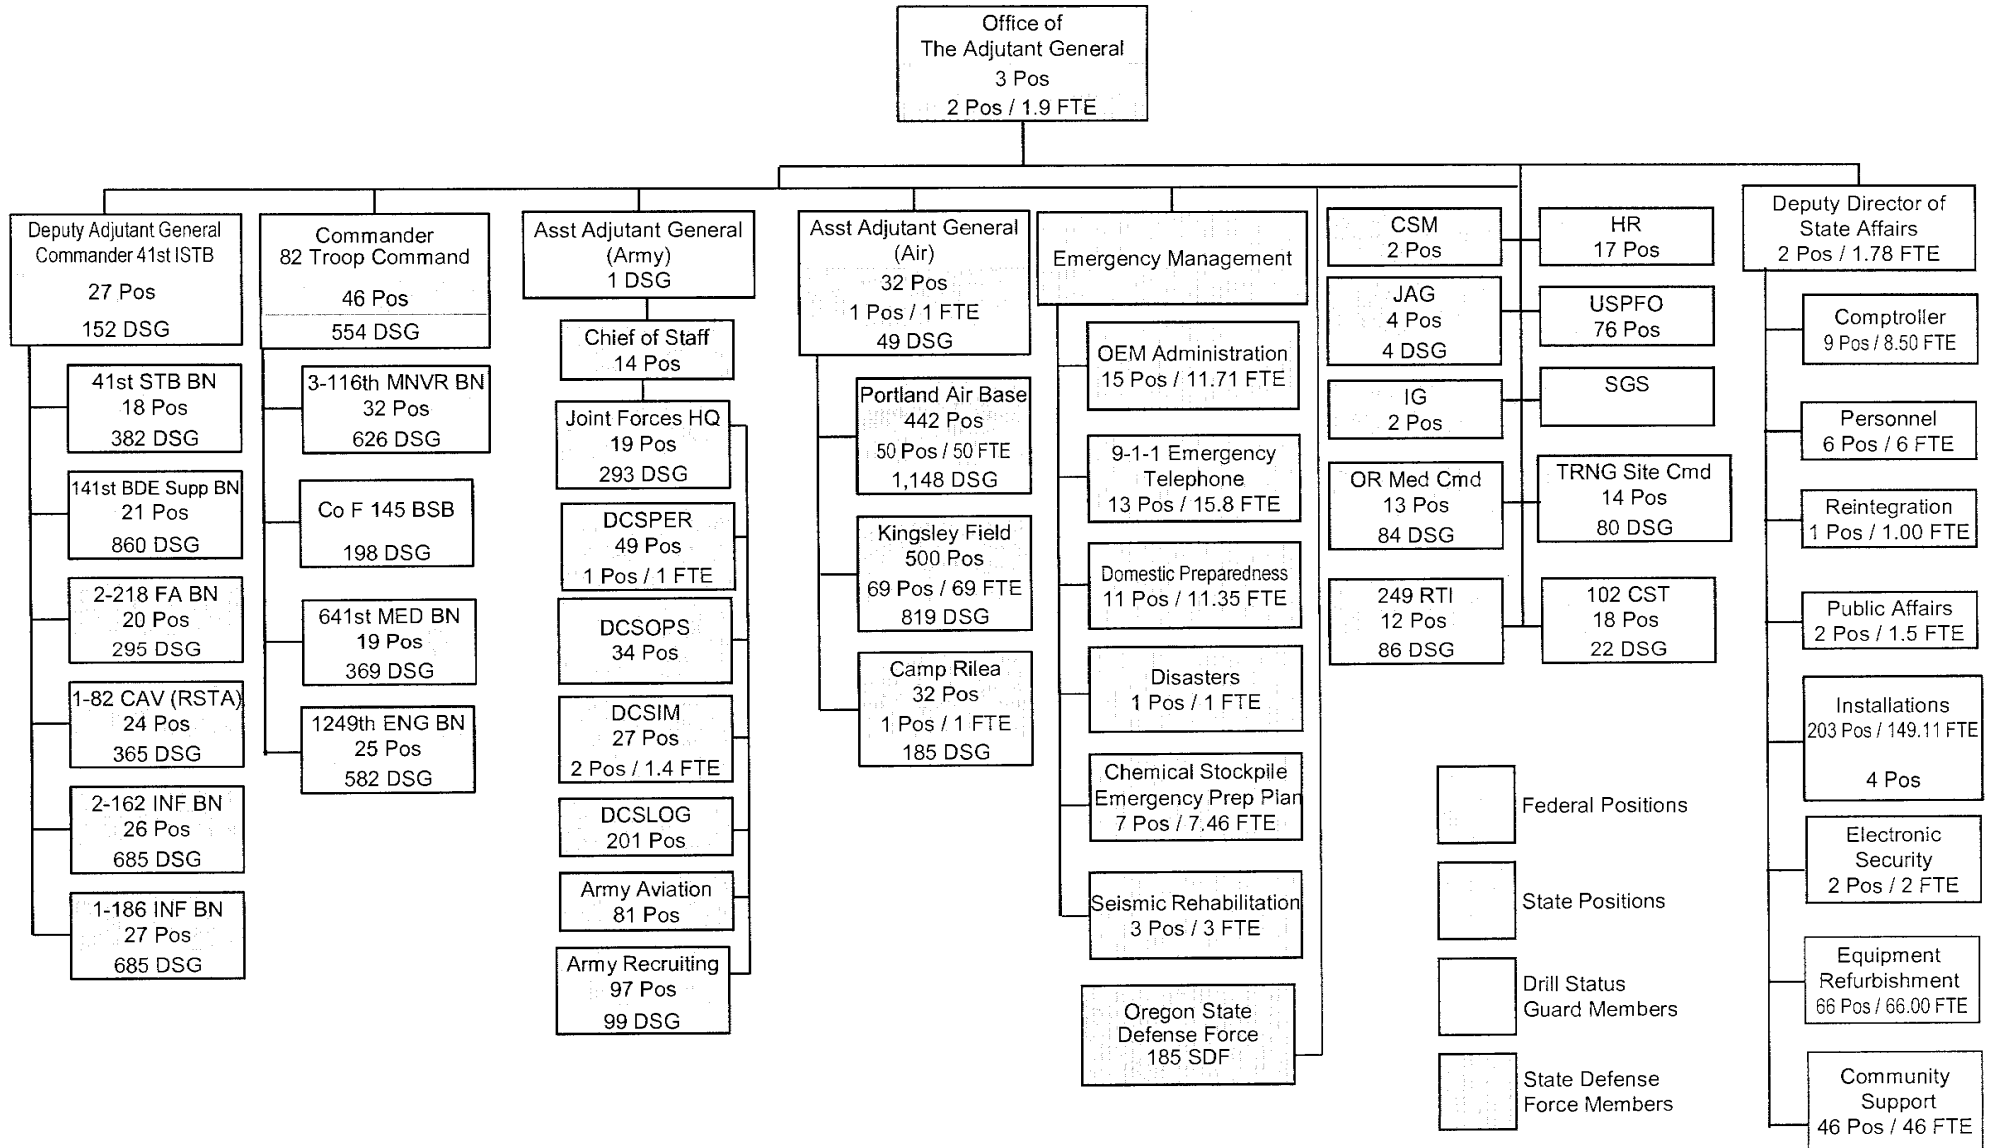 Office of
The Adjutant General
3 Pos
2 Pos / 1.9 FTE
Deputy Adjutant General
Commander 41st ISTB
27 Pos
152 DSG
41st STB BN
18 Pos
382 DSG
141st BDE Supp BN
21 Pos
860 DSG
2-218 FA BN
20 Pos
295 DSG
1-82 CAV (RSTA)
24 Pos
365 DSG
2-162 INF BN
26 Pos
685 DSG
1-186 INF BN
27 Pos
685 DSG
Commander
82 Troop Command
46 Pos
554 DSG
3-116th MNVR BN
32 Pos
626 DSG
Co F 145 BSB
198 DSG
641st MED BN
19 Pos
369 DSG
1249th ENG BN
25 Pos
582 DSG
Asst Adjutant General
(Army)
1 DSG
Chief of Staff
14 Pos
Joint Forces HQ
19 Pos
293 DSG
DCSPER
49 Pos
1 Pos / 1 FTE
DCSOPS
34 Pos
DCSIM
27 Pos
2 Pos / 1.4 FTE
DCSLOG
201 Pos
Army Aviation
81 Pos
Army Recruiting
97 Pos
99 DSG
Asst Adjutant General
(Air)
32 Pos
1 Pos / 1 FTE
49 DSG
Portland Air Base
442 Pos
50 Pos / 50 FTE
1,148 DSG
Kingsley Field
500 Pos
69 Pos / 69 FTE
819 DSG
Camp Rilea
32 Pos
1 Pos / 1 FTE
185 DSG
Emergency Management
OEM Administration
15 Pos / 11.71 FTE
9-1-1 Emergency
Telephone
13 Pos / 15.8 FTE
Domestic Preparedness
11 Pos / 11.35 FTE
Disasters
1 Pos / 1 FTE
Chemical Stockpile
Emergency Prep Plan
7 Pos / 7.46 FTE
Seismic Rehabilitation
3 Pos / 3 FTE
Oregon State
Defense Force
185 SDF
CSM
2 Pos
HR
17 Pos
JAG
4 Pos
4 DSG
USPFO
76 Pos
IG
2 Pos
SGS
OR Med Cmd
13 Pos
84 DSG
TRNG Site Cmd
14 Pos
80 DSG
249 RTI
12 Pos
86 DSG
102 CST
18 Pos
22 DSG
Federal Positions
State Positions
Drill Status
Guard Members
State Defense
Force Members
Deputy Director of
State Affairs
2 Pos / 1.78 FTE
Comptroller
9 Pos / 8.50 FTE
Personnel
6 Pos / 6 FTE
Reintegration
1 Pos / 1.00 FTE
Public Affairs
2 Pos / 1.5 FTE
Installations
203 Pos / 149.11 FTE
4 Pos
Electronic
Security
2 Pos / 2 FTE
Equipment
Refurbishment
66 Pos / 66.00 FTE
Community
Support
46 Pos / 46 FTE